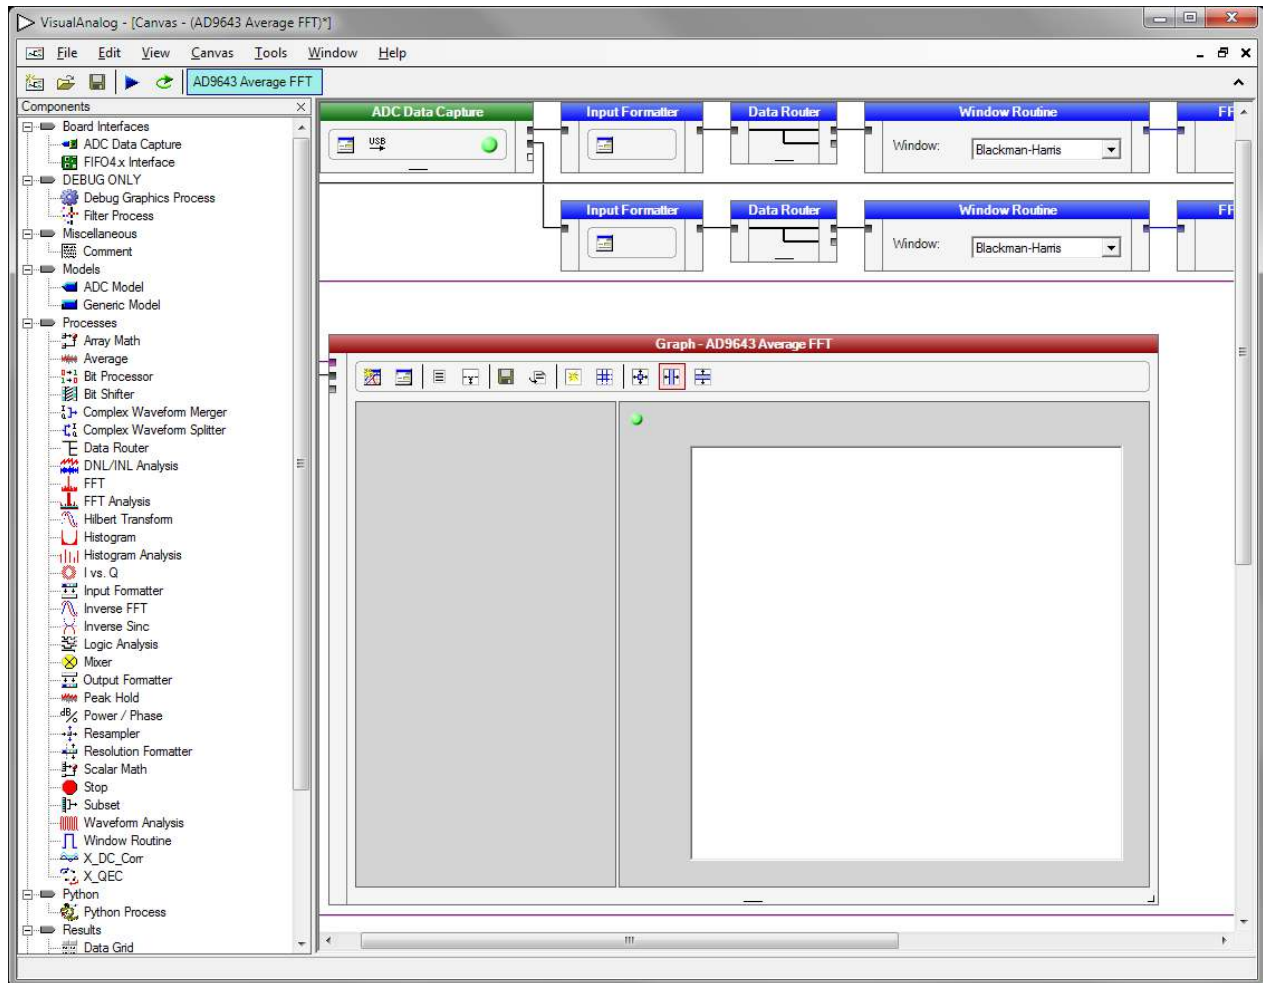 VisualAnalog - [Canvas - (AD9643 Average FFT)*]
File Edit View Canvas Tools Window Help
AD9643 Average FFT
Components
Board Interfaces
ADC Data Capture
FIFO4.x Interface
DEBUG ONLY
Debug Graphics Process
Filter Process
Miscellaneous
Comment
Models
ADC Model
Generic Model
Processes
Array Math
Average
Bit Processor
Bit Shifter
Complex Waveform Merger
Complex Waveform Splitter
Data Router
DNL/INL Analysis
FFT
FFT Analysis
Hilbert Transform
Histogram
Histogram Analysis
I vs. Q
Input Formatter
Inverse FFT
Inverse Sinc
Logic Analysis
Mixer
Output Formatter
Peak Hold
Power / Phase
Resampler
Resolution Formatter
Scalar Math
Stop
Subset
Waveform Analysis
Window Routine
X_DC_Corr
X_QEC
Python
Python Process
Results
Data Grid
ADC Data Capture Input Formatter Data Router Window Routine FF
USB
Window: Blackman-Harris
Input Formatter Data Router Window Routine FF
Window: Blackman-Harris
Graph - AD9643 Average FFT